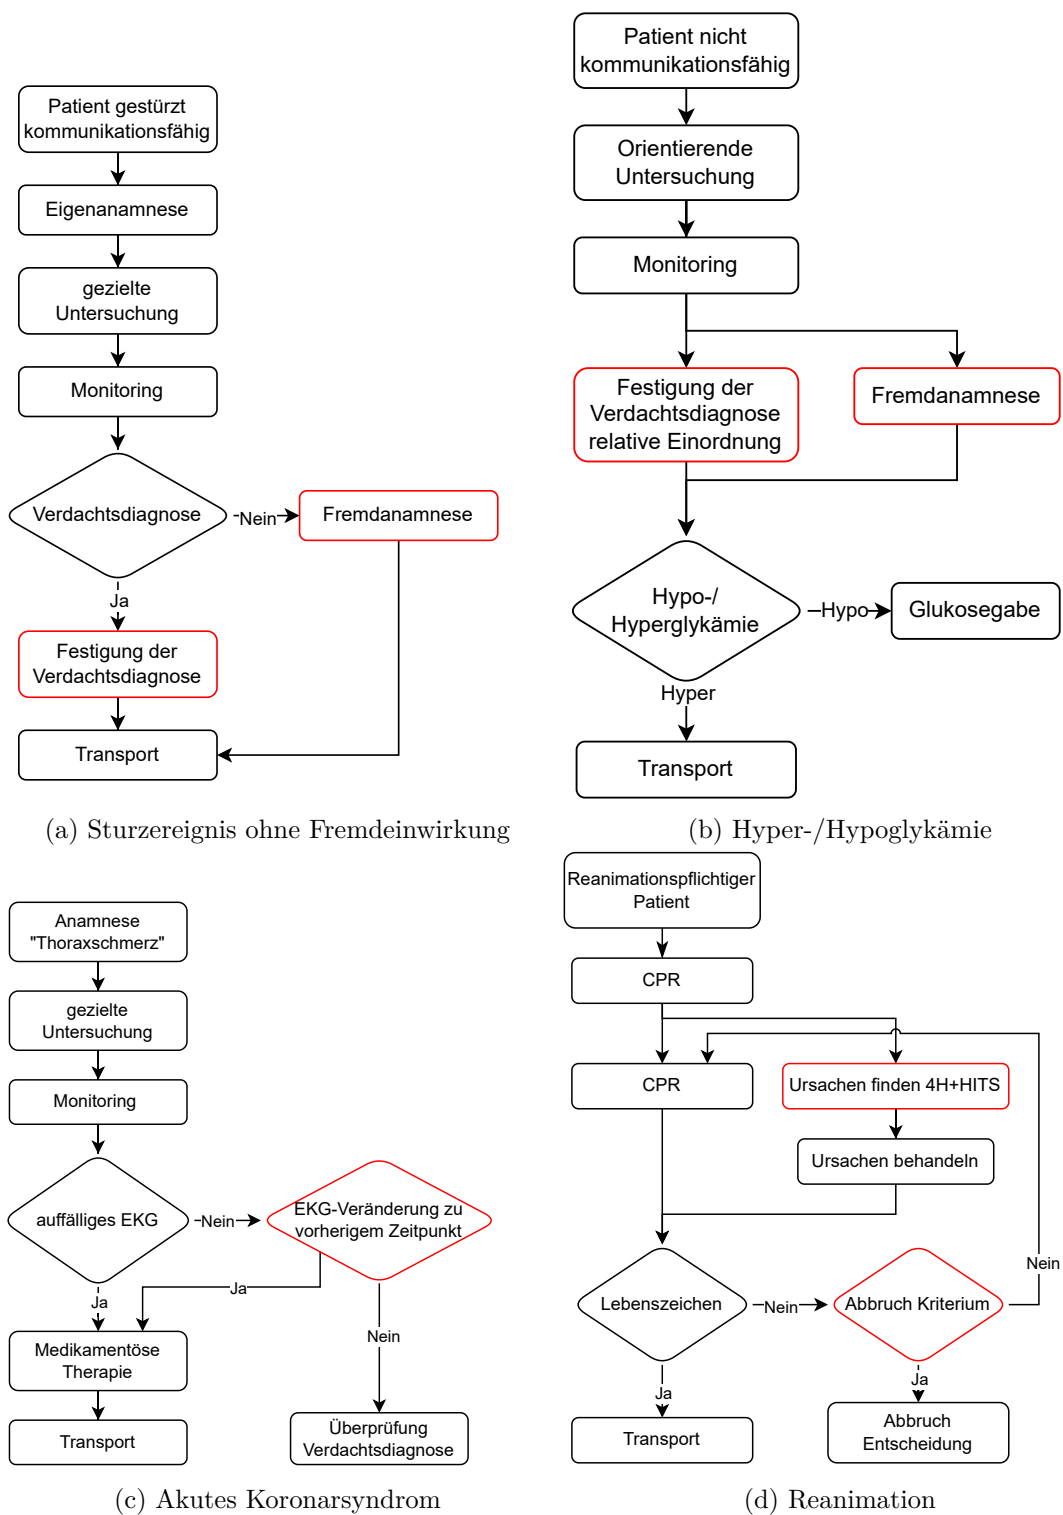 Patient gestürzt
kommunikationsfähig
Eigenanamnese
gezielte
Untersuchung
Monitoring
Verdachtsdiagnose
Nein
Fremdanamnese
Ja
Festigung der
Verdachtsdiagnose
Transport
(a) Sturzereignis ohne Fremdeinwirkung
Patient nicht
kommunikationsfähig
Orientierende
Untersuchung
Monitoring
Festigung der
Verdachtsdiagnose
relative Einordnung
Fremdanamnese
Hypo-/
Hyperglykämie
Hypo
Glukosegabe
Hyper
Transport
(b) Hyper-/Hypoglykämie
Anamnese
"Thoraxschmerz"
gezielte
Untersuchung
Monitoring
auffälliges EKG
Nein
EKG-Veränderung zu
vorherigem Zeitpunkt
Ja
Ja
Nein
Medikamentöse
Therapie
Transport
Überprüfung
Verdachtsdiagnose
(c) Akutes Koronarsyndrom
Reanimationspflichtiger
Patient
CPR
CPR
Ursachen finden 4H+HITS
Ursachen behandeln
Nein
Lebenszeichen
Nein
Abbruch Kriterium
Ja
Ja
Transport
Abbruch
Entscheidung
(d) Reanimation